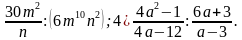 30m²/n : (6m¹⁰n²); 4 ¿ (4a²−1)/(4a−12) : (6a+3)/(a−3).